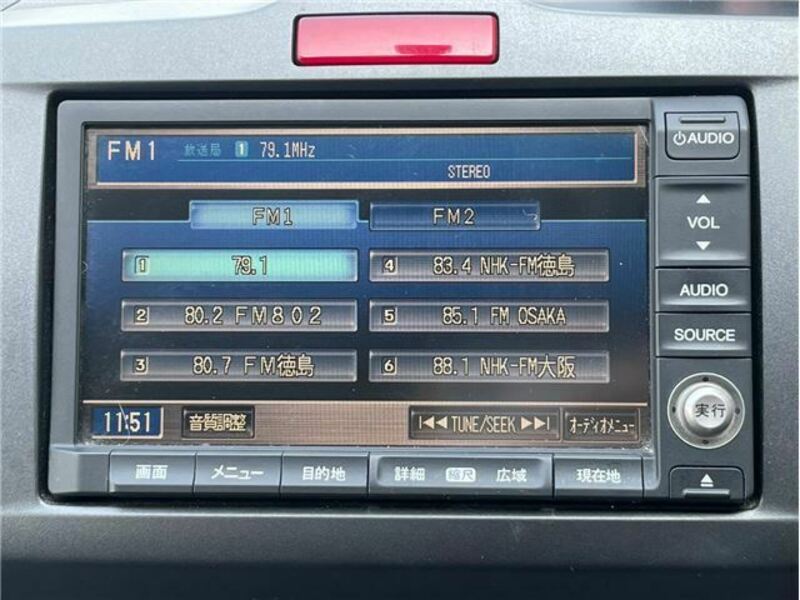 FM1 放送局 1 79.1MHz
STEREO
FM1 FM2
1 79.1
4 83.4 NHK-FM徳島
2 80.2 FM802
5 85.1 FM OSAKA
3 80.7 FM徳島
6 88.1 NHK-FM大阪
11:51 音質調整 TUNE/SEEK オーディオメニュー
画面 メニュー 目的地 詳細 縮尺 広域 現在地
AUDIO
VOL
AUDIO
SOURCE
実行